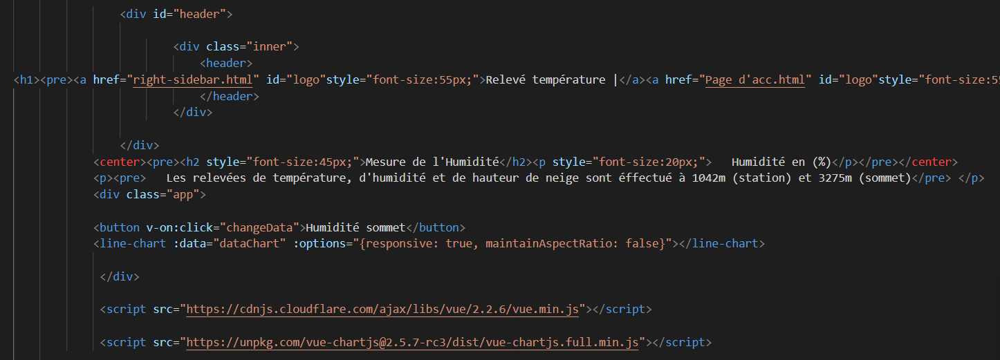 <div id="header">
<div class="inner">
<header>
<h1><pre><a href="right-sidebar.html" id="logo"style="font-size:55px;">Relevé température |</a><a href="Page d'acc.html" id="logo"style="font-size:55
</header>
</div>
</div>
<center><pre><h2 style="font-size:45px;">Mesure de l'Humidité</h2><p style="font-size:20px;">   Humidité en (%)</p></pre></center>
<p><pre>   Les relevées de température, d'humidité et de hauteur de neige sont éffectué à 1042m (station) et 3275m (sommet)</pre> </p>
<div class="app">
<button v-on:click="changeData">Humidité sommet</button>
<line-chart :data="dataChart" :options="{responsive: true, maintainAspectRatio: false}"></line-chart>
</div>
<script src="https://cdnjs.cloudflare.com/ajax/libs/vue/2.2.6/vue.min.js"></script>
<script src="https://unpkg.com/vue-chartjs@2.5.7-rc3/dist/vue-chartjs.full.min.js"></script>